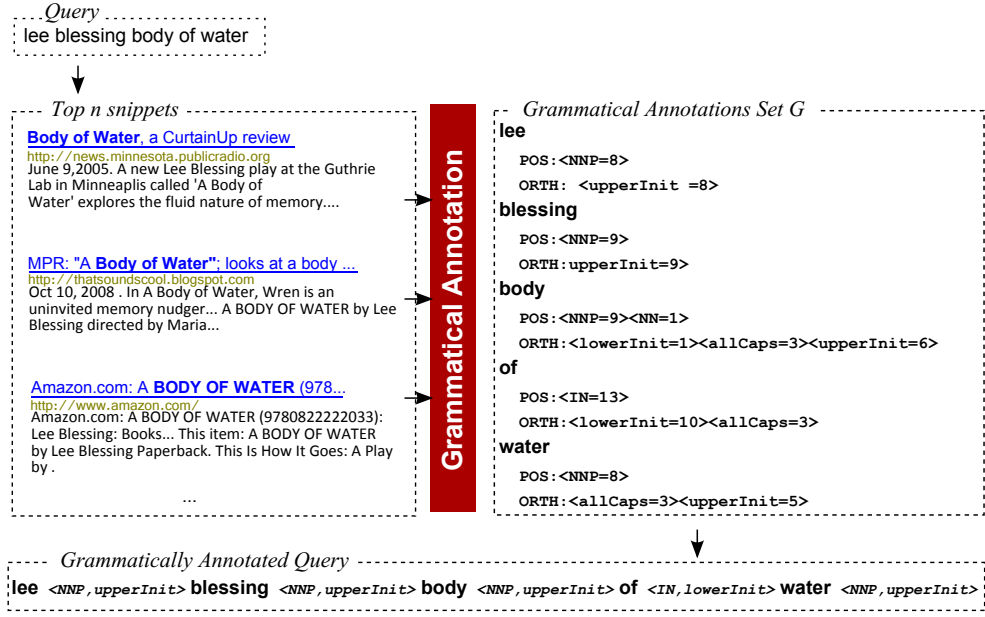 Query
lee blessing body of water
Top n snippets
Body of Water, a CurtainUp review
http://news.minnesota.publicradio.org
June 9,2005. A new Lee Blessing play at the Guthrie
Lab in Minneaplis called 'A Body of
Water' explores the fluid nature of memory....
MPR: "A Body of Water"; looks at a body ...
http://thatsoundscool.blogspot.com
Oct 10, 2008 . In A Body of Water, Wren is an
uninvited memory nudger... A BODY OF WATER by Lee
Blessing directed by Maria...
Amazon.com: A BODY OF WATER (978...
http://www.amazon.com/
Amazon.com: A BODY OF WATER (9780822222033):
Lee Blessing: Books... This item: A BODY OF WATER
by Lee Blessing Paperback. This Is How It Goes: A Play
by .
...
Grammatical Annotation
Grammatical Annotations Set G
lee
POS:<NNP=8>
ORTH: <upperInit =8>
blessing
POS:<NNP=9>
ORTH:upperInit=9>
body
POS:<NNP=9><NN=1>
ORTH:<lowerInit=1><allCaps=3><upperInit=6>
of
POS:<IN=13>
ORTH:<lowerInit=10><allCaps=3>
water
POS:<NNP=8>
ORTH:<allCaps=3><upperInit=5>
Grammatically Annotated Query
lee <NNP,upperInit> blessing <NNP,upperInit> body <NNP,upperInit> of <IN,lowerInit> water <NNP,upperInit>